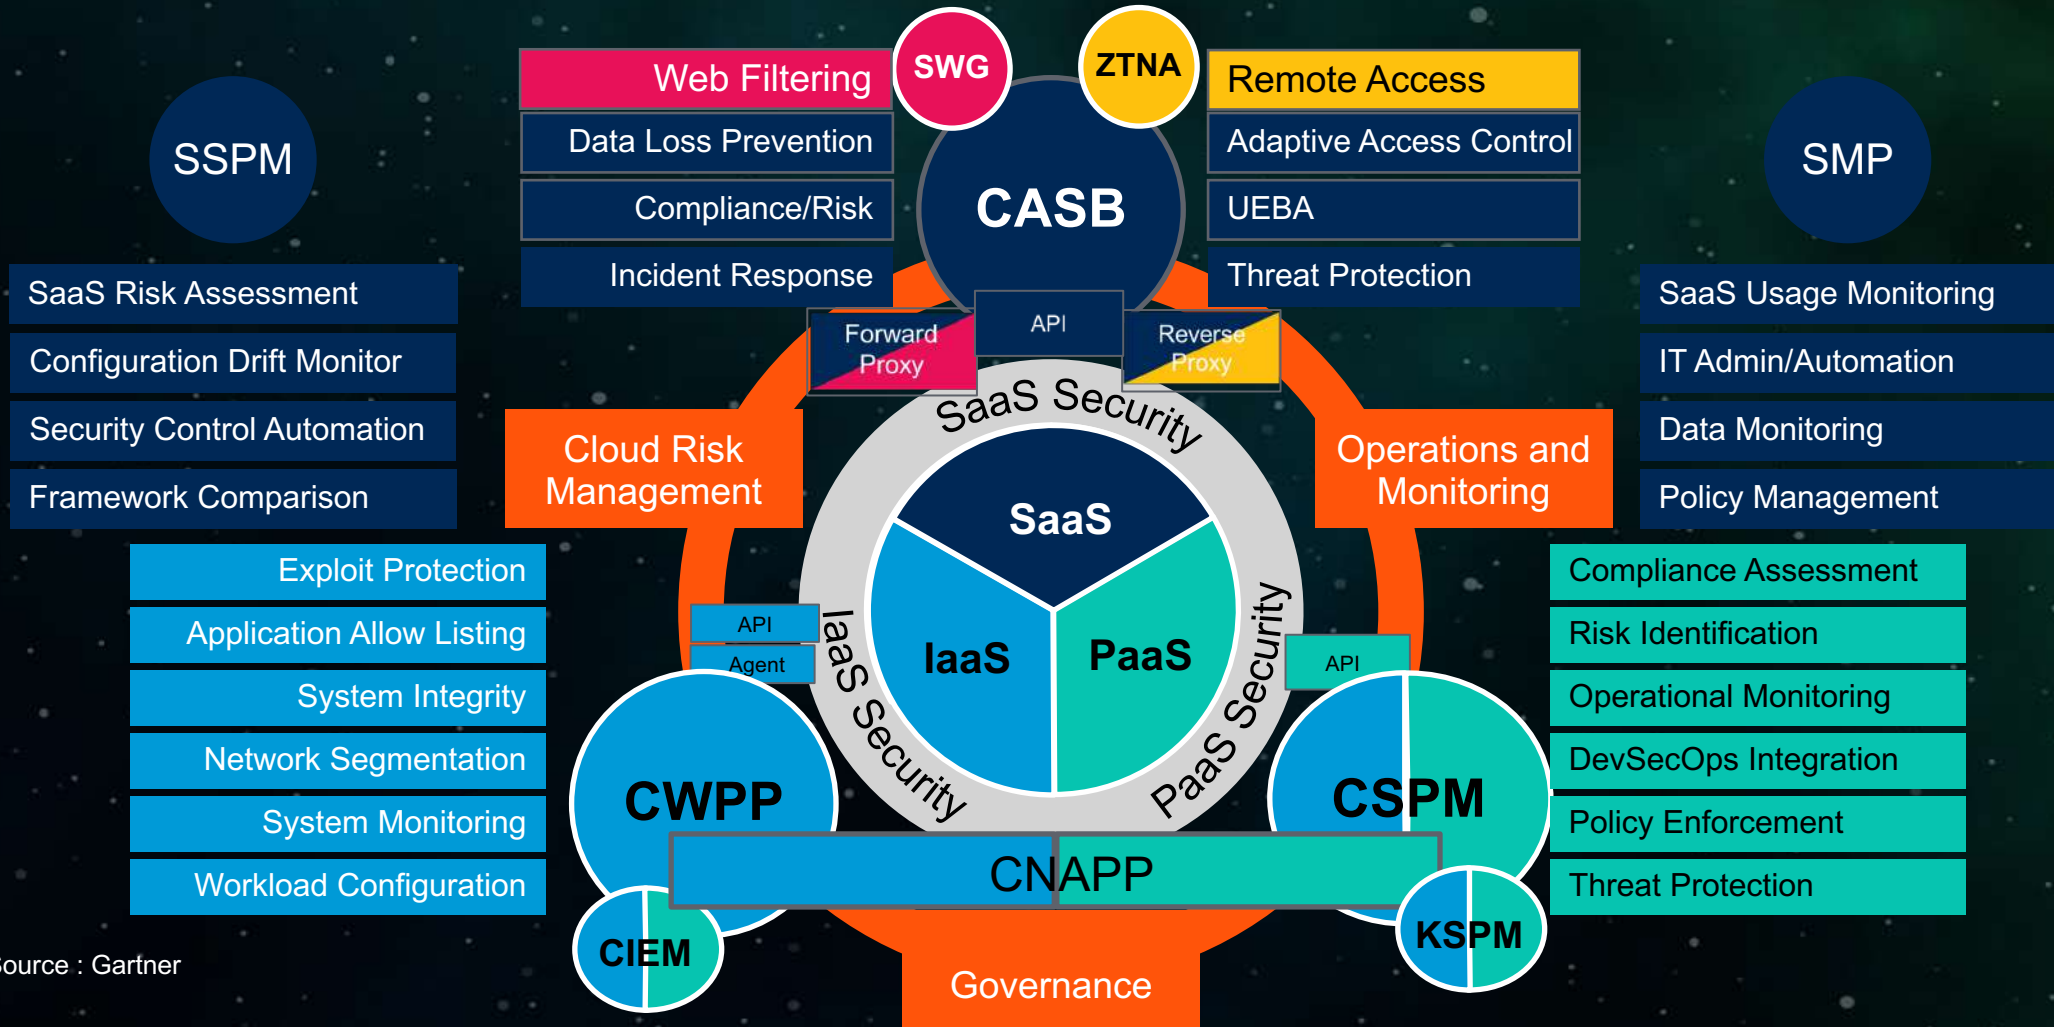 SWG
ZTNA
Web Filtering
Data Loss Prevention
Compliance/Risk
Incident Response
Remote Access
Adaptive Access Control
UEBA
Threat Protection
CASB
SSPM
SaaS Risk Assessment
Configuration Drift Monitor
Security Control Automation
Framework Comparison
SMP
SaaS Usage Monitoring
IT Admin/Automation
Data Monitoring
Policy Management
Forward
Proxy
API
Reverse
Proxy
Cloud Risk
Management
Operations and
Monitoring
SaaS Security
IaaS Security
PaaS Security
SaaS
IaaS
PaaS
Exploit Protection
Application Allow Listing
System Integrity
Network Segmentation
System Monitoring
Workload Configuration
API
Agent
API
Compliance Assessment
Risk Identification
Operational Monitoring
DevSecOps Integration
Policy Enforcement
Threat Protection
CWPP
CSPM
CNAPP
CIEM
KSPM
Governance
Source : Gartner